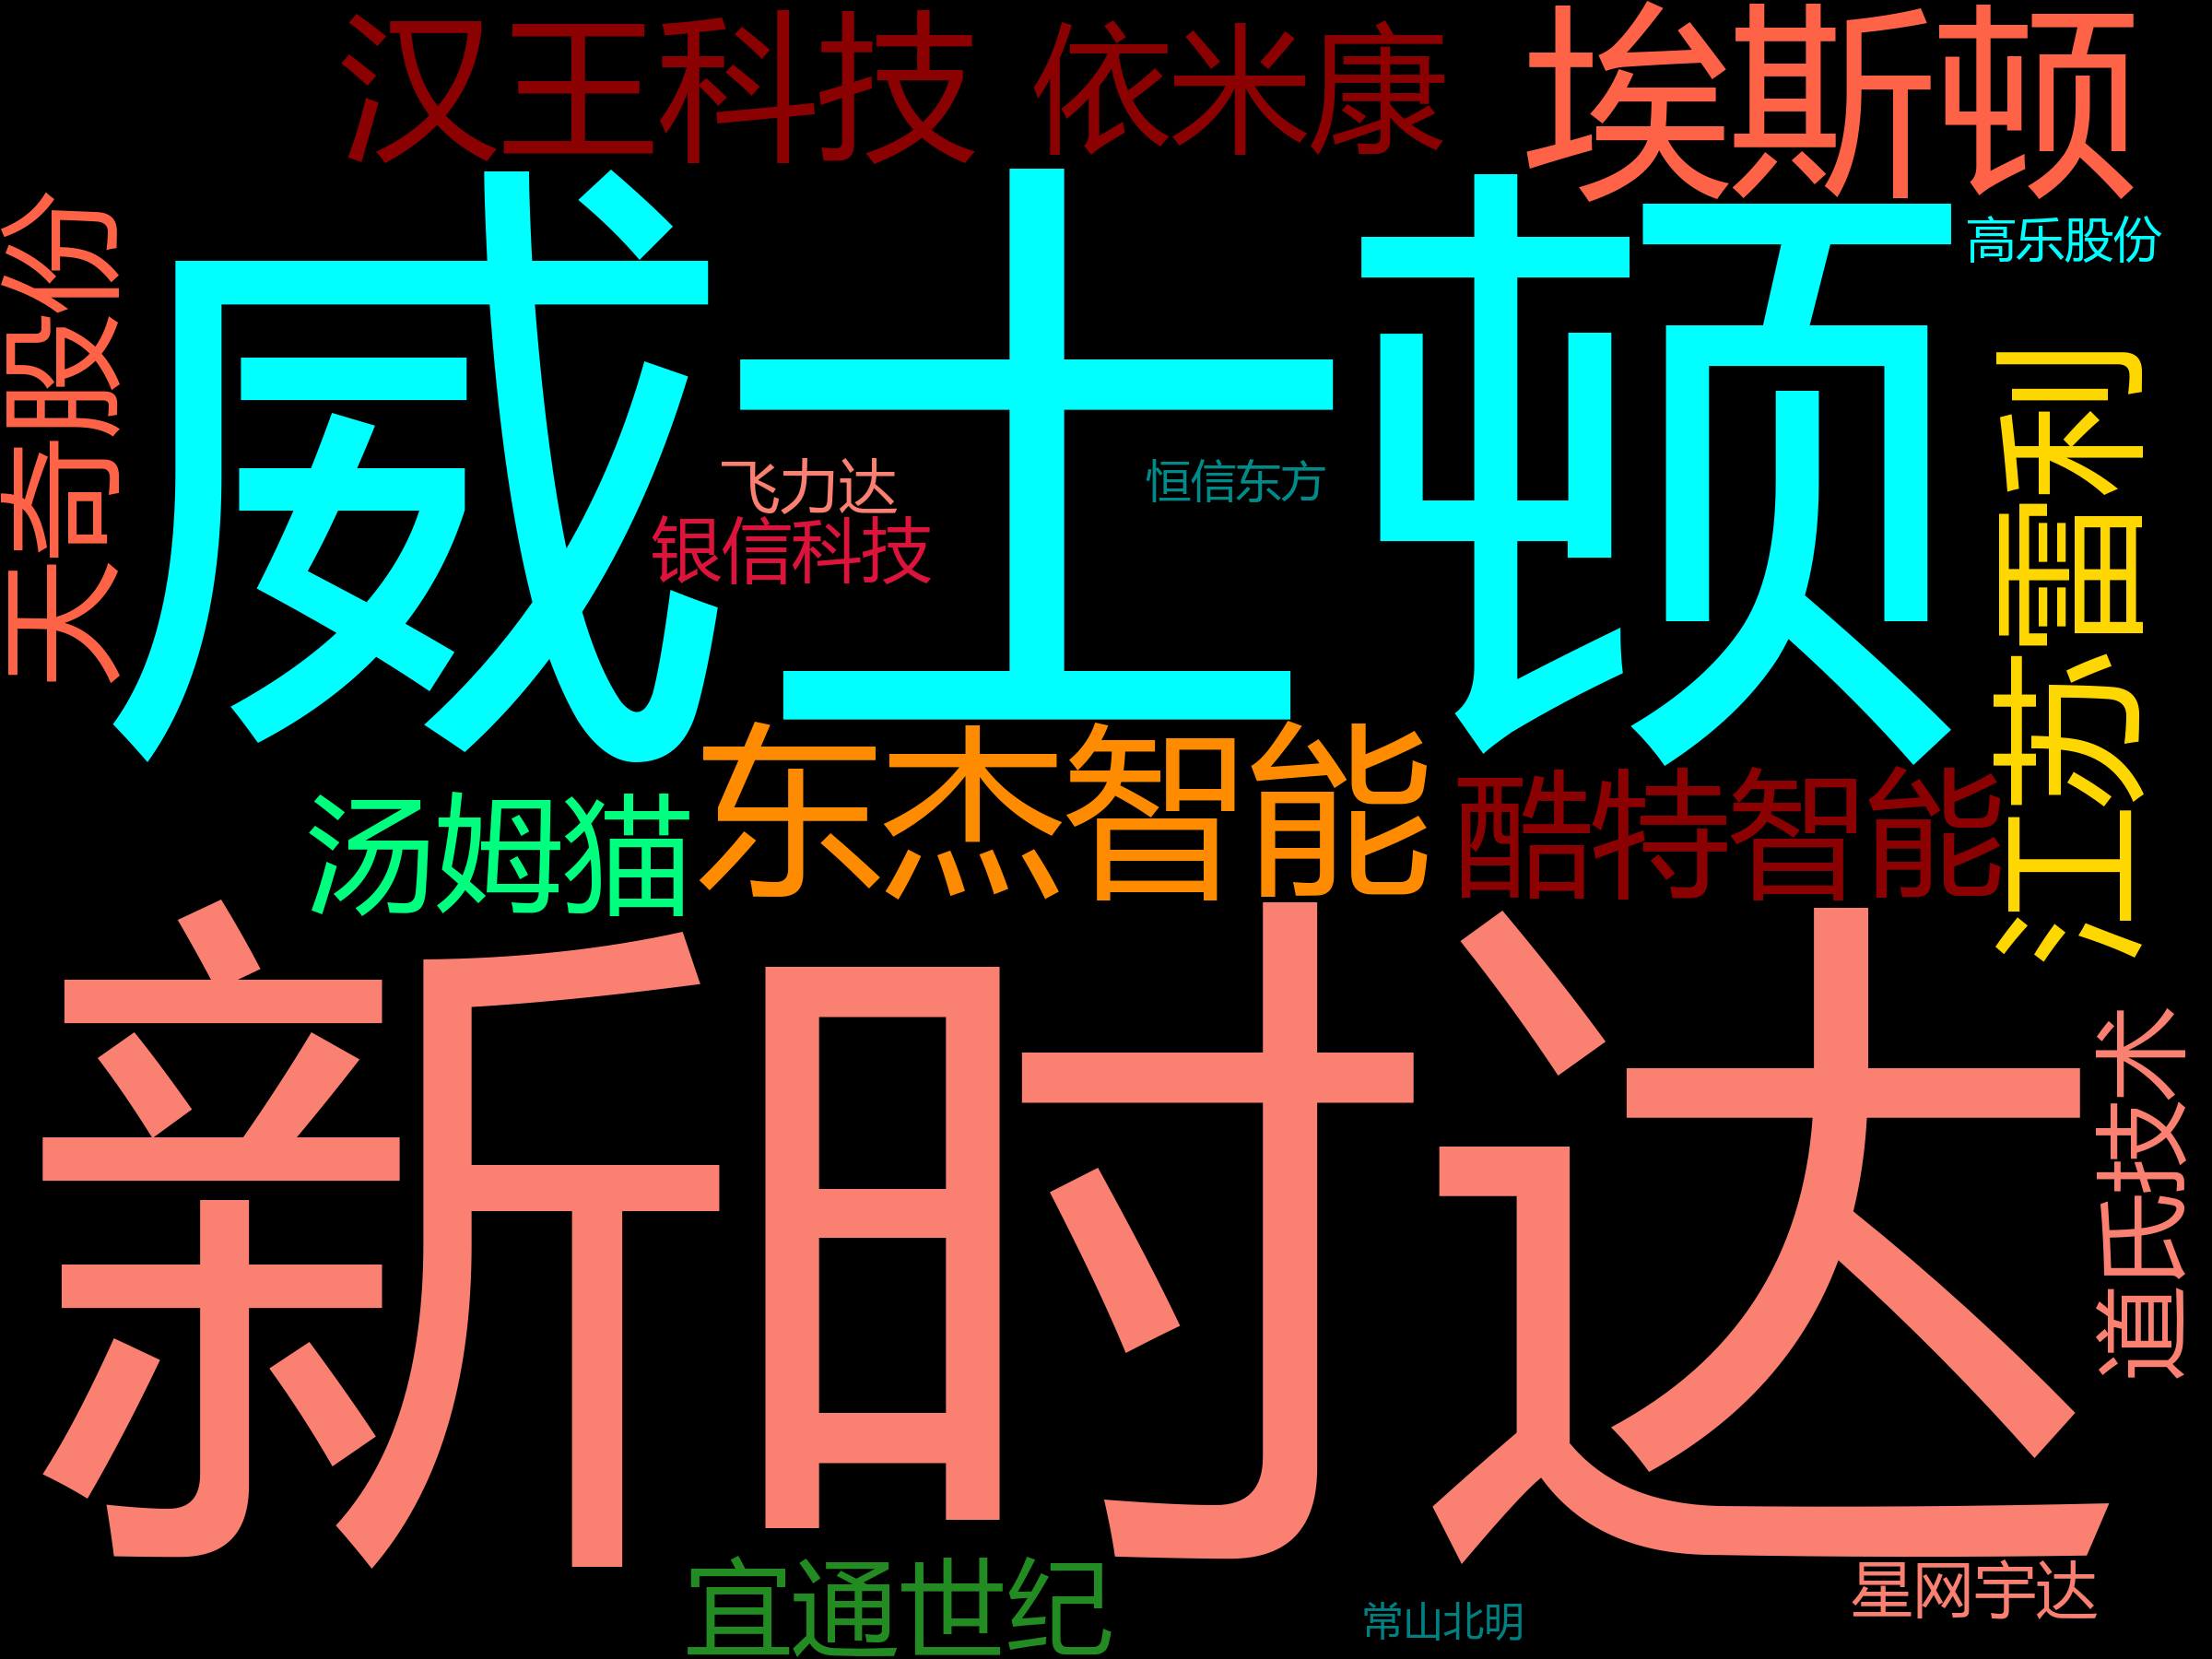 汉王科技
依米康
埃斯顿
高乐股份
天高股份
威士顿
飞力达
恒信东方
银信科技
江苏雷利
东杰智能
酷特智能
汤姆猫
新时达
道氏技术
宜通世纪
常山北明
星网宇达